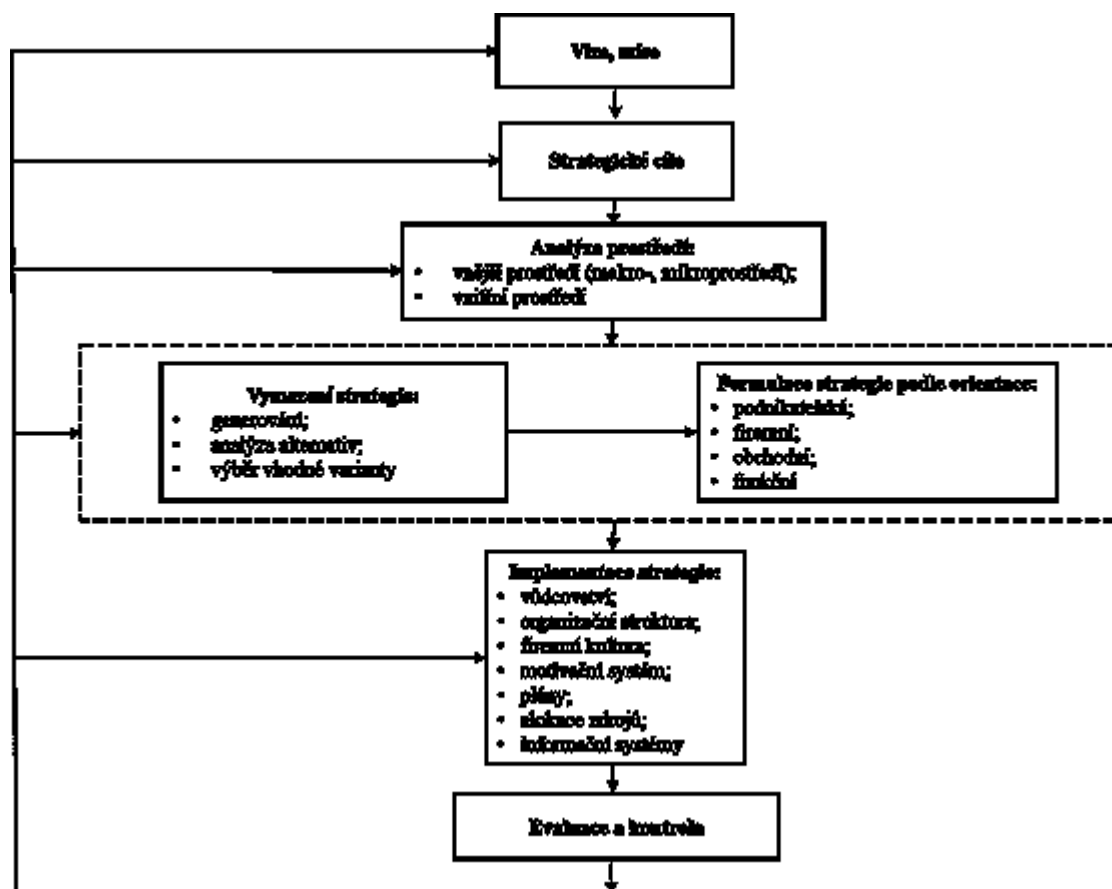 Vize, mise
Strategické cíle
Analýza prostředí:
• vnější prostředí (makro-, mikroprostředí);
• vnitřní prostředí
Vymezení strategie:
• generování;
• analýza alternativ;
• výběr vhodné varianty
Formulace strategie podle orientace:
• podnikatelská;
• firemní;
• obchodní;
• funkční
Implementace strategie:
• vůdcovství;
• organizační struktura;
• firemní kultura;
• motivační systém;
• plány;
• alokace zdrojů;
• informační systémy
Evaluace a kontrola